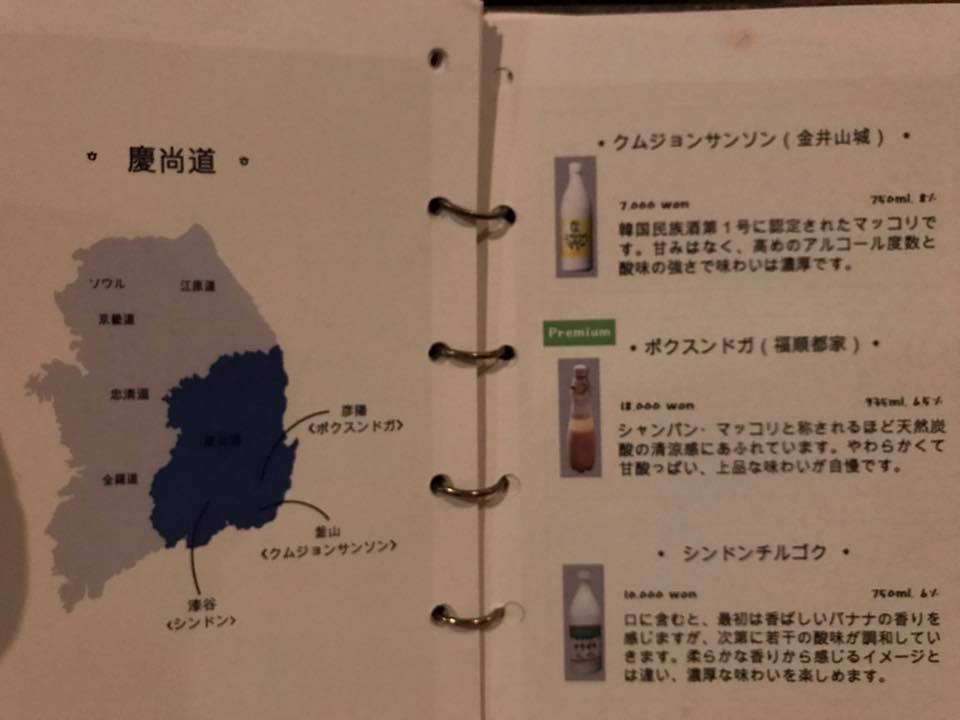 慶尚道
ソウル
江原道
京畿道
忠清道
全羅道
彦陽
<ボクスンドガ>
釜山
<クムジョンサンソン>
漆谷
<シンドン>
• クムジョンサンソン ( 金井山城 ) •
7,000 won
750ml, 8%
韓国民族酒第1号に認定されたマッコリで
す。甘みはなく、高めのアルコール度数と
酸味の強さで味わいは濃厚です。
Premium
• ボクスンドガ ( 福順都家 ) •
18,000 won
935ml, 6.5%
シャンパン・マッコリと称されるほど天然炭
酸の清涼感にあふれています。やわらかくて
甘酸っぱい、上品な味わいが自慢です。
• シンドンチルゴク •
10,000 won
750ml, 6%
口に含むと、最初は香ばしいバナナの香りを
感じますが、次第に若干の酸味が調和してい
きます。柔らかな香りから感じるイメージと
は違い、濃厚な味わいを楽しめます。